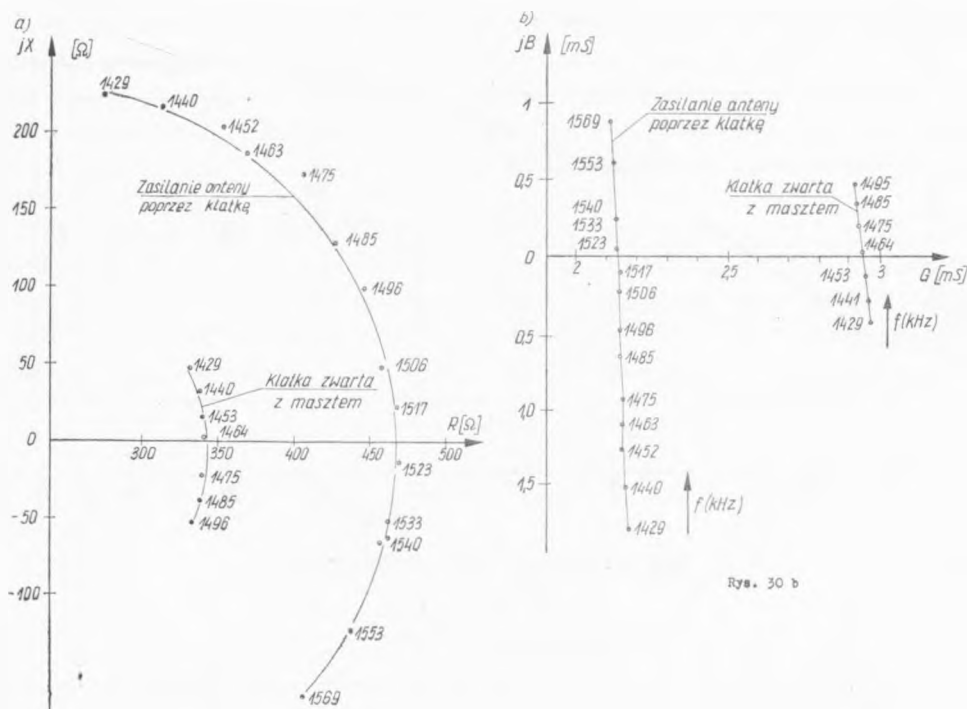 a)
jX [Ω]
200
150
100
50
0
-50
-100
300 350 400 450 500
R[Ω]
1429
1440
1452
1463
1475
1485
1496
1506
1517
1523
1533
1540
1553
1569
Zasilanie anteny
poprzez klatkę
1429
1440
1453
1464
1475
1485
1496
Klatka zwarta
z masztem
b)
jB [mS]
1
0,5
0
0,5
1
1,5
2 2,5 3
G [mS]
Zasilanie anteny
poprzez klatkę
1569
1553
1540
1533
1523
1517
1506
1496
1485
1475
1463
1452
1440
1429
f(kHz)
Klatka zwarta
z masztem
1495
1485
1475
1464
1453
1441
1429
f(kHz)
Rys. 30 b